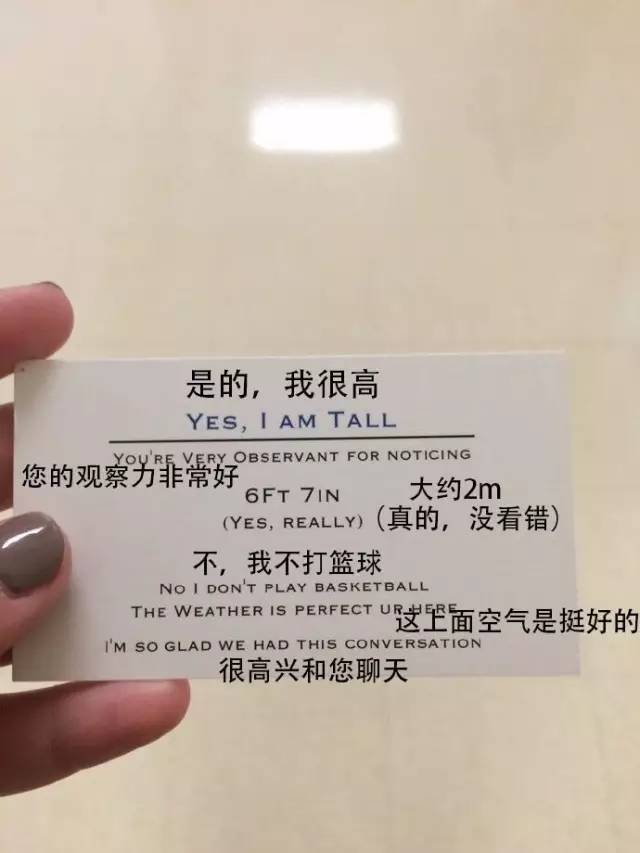 是的，我很高
YES, I AM TALL
YOU'RE VERY OBSERVANT FOR NOTICING
您的观察力非常好
6FT 7IN 大约2m
(YES, REALLY)（真的，没看错）
不，我不打篮球
NO I DON'T PLAY BASKETBALL
THE WEATHER IS PERFECT UP HERE
这上面空气是挺好的
I'M SO GLAD WE HAD THIS CONVERSATION
很高兴和您聊天